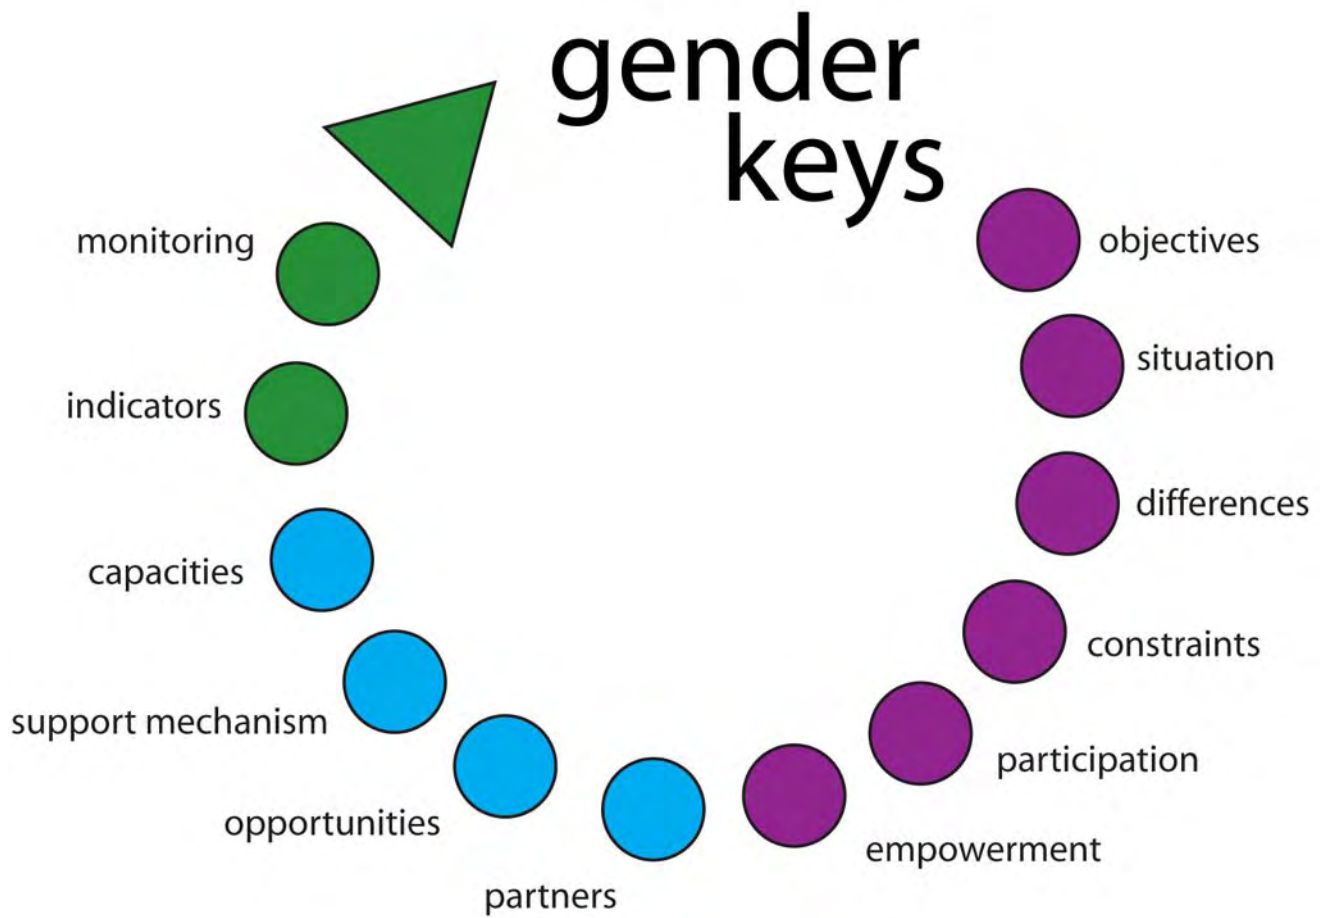 gender
keys
objectives
situation
differences
constraints
participation
empowerment
partners
opportunities
support mechanism
capacities
indicators
monitoring